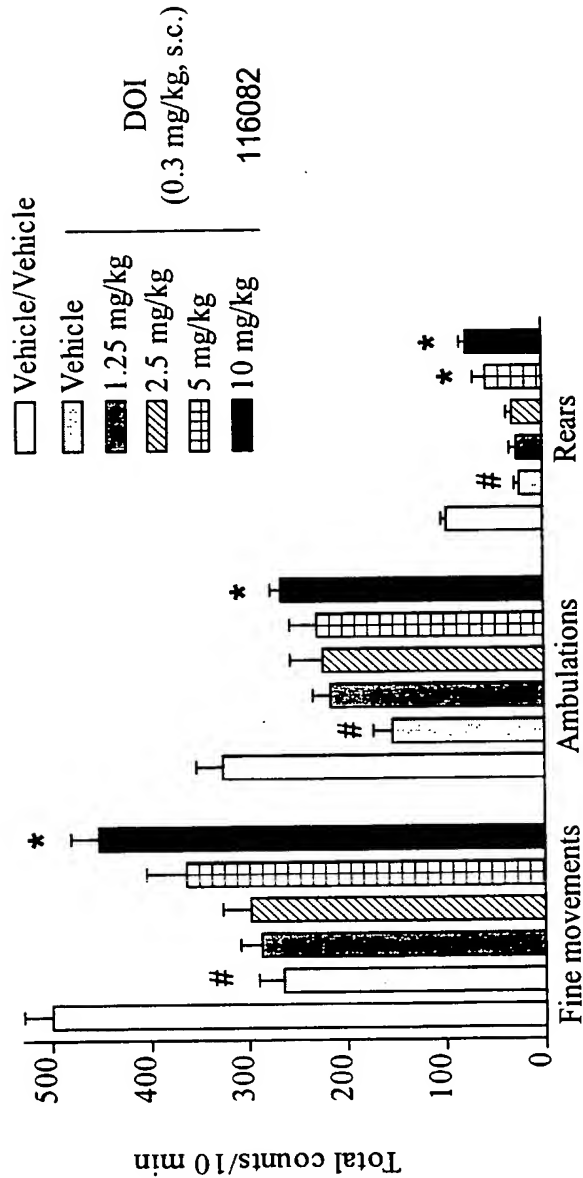 Vehicle/Vehicle
Vehicle
1.25 mg/kg
2.5 mg/kg
5 mg/kg
10 mg/kg
DOI
(0.3 mg/kg, s.c.)
116082
Total counts/10 min
500
400
300
200
100
0
#
*
#
*
#
*
*
Fine movements
Ambulations
Rears